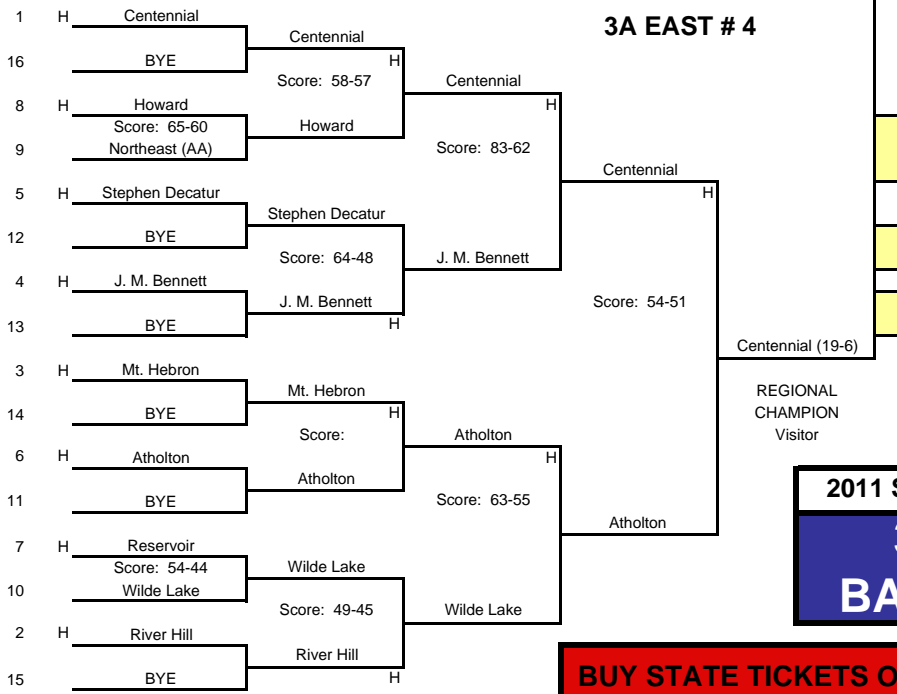 3A EAST # 4
1 H Centennial
16 BYE
8 H Howard
Score: 65-60
9 Northeast (AA)
5 H Stephen Decatur
12 BYE
4 H J. M. Bennett
13 BYE
3 H Mt. Hebron
14 BYE
6 H Atholton
11 BYE
7 H Reservoir
Score: 54-44
10 Wilde Lake
2 H River Hill
15 BYE
Centennial
H
Score: 58-57
Howard
Stephen Decatur
Score: 64-48
J. M. Bennett
H
Mt. Hebron
H
Score:
Atholton
Wilde Lake
Score: 49-45
River Hill
H
Centennial
H
Score: 83-62
J. M. Bennett
Atholton
H
Score: 63-55
Wilde Lake
Centennial
H
Score: 54-51
Atholton
Centennial (19-6)
REGIONAL
CHAMPION
Visitor
2011 S
BA
BUY STATE TICKETS O